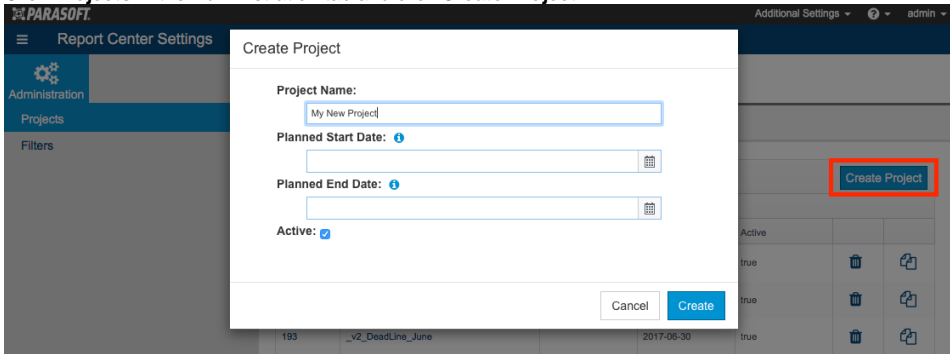 PARASOFT.
Additional Settings
admin
Report Center Settings
Create Project
Administration
Project Name:
My New Project
Projects
Planned Start Date:
Filters
Create Project
Planned End Date:
Active:
Active
true
Cancel
Create
true
193
_v2_DeadLine_June
2017-06-30
true